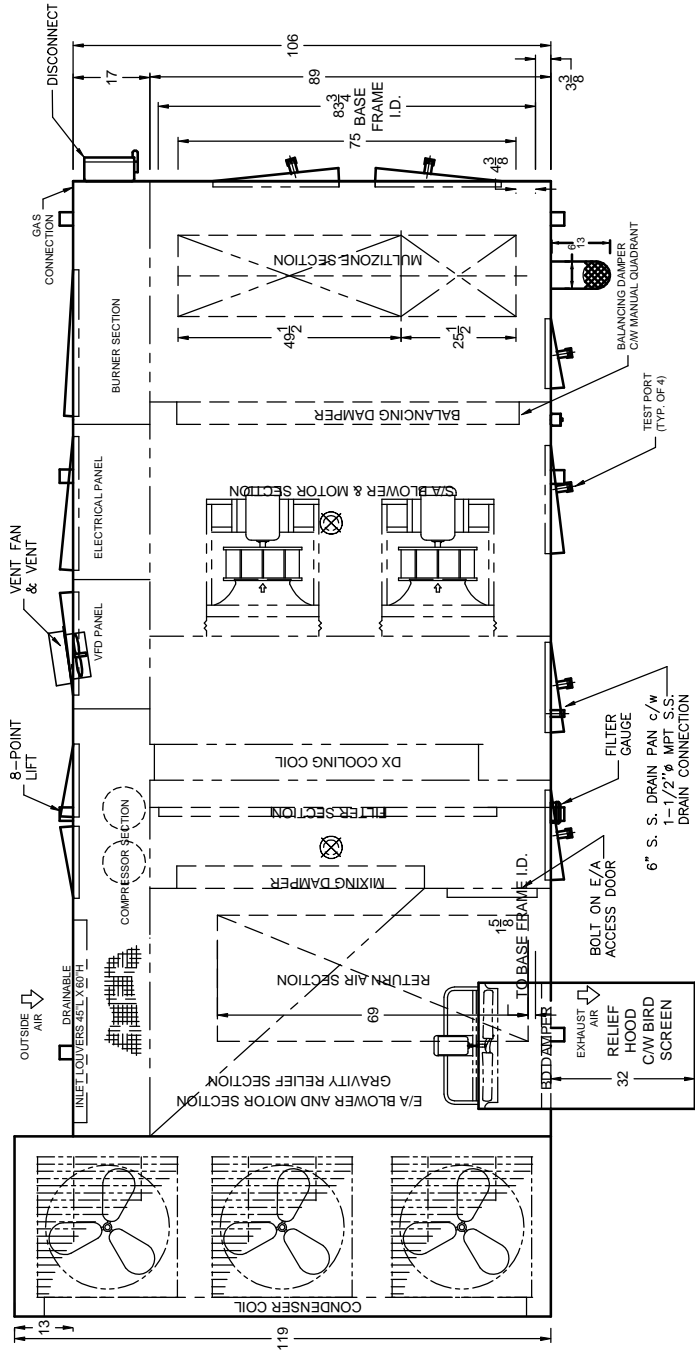 DISCONNECT
GAS
CONNECTION
VENT FAN
& VENT
8-POINT
LIFT
OUTSIDE
AIR
DRAINABLE
INLET LOUVERS 45"L X 60"H
COMPRESSOR SECTION
VFD PANEL
ELECTRICAL PANEL
BURNER SECTION
106
17
89
83 3/4
BASE
FRAME
I.D.
75
3 3/8
4 3/8
MULTIZONE SECTION
49 1/2
25 1/2
6
13
BALANCING DAMPER
BALANCING DAMPER
C/W MANUAL QUADRANT
TEST PORT
(TYP. OF 4)
S/A BLOWER & MOTOR SECTION
DX COOLING COIL
FILTER SECTION
MIXING DAMPER
RETURN AIR SECTION
69
1 5/8
TO BASE FRAME I.D.
E/A BLOWER AND MOTOR SECTION
GRAVITY RELIEF SECTION
BD DAMPER
EXHAUST
AIR
RELIEF
HOOD
C/W BIRD
SCREEN
32
BOLT ON E/A
ACCESS DOOR
FILTER
GAUGE
6" S. S. DRAIN PAN c/w
1-1/2"ø MPT S.S.
DRAIN CONNECTION
CONDENSER COIL
13
119